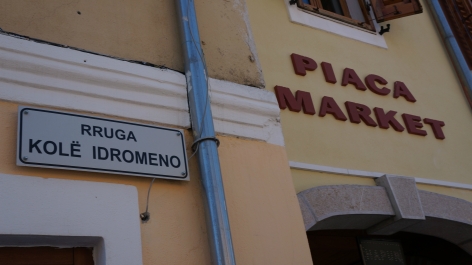 RRUGA
KOLË IDROMENO
PIACA
MARKET